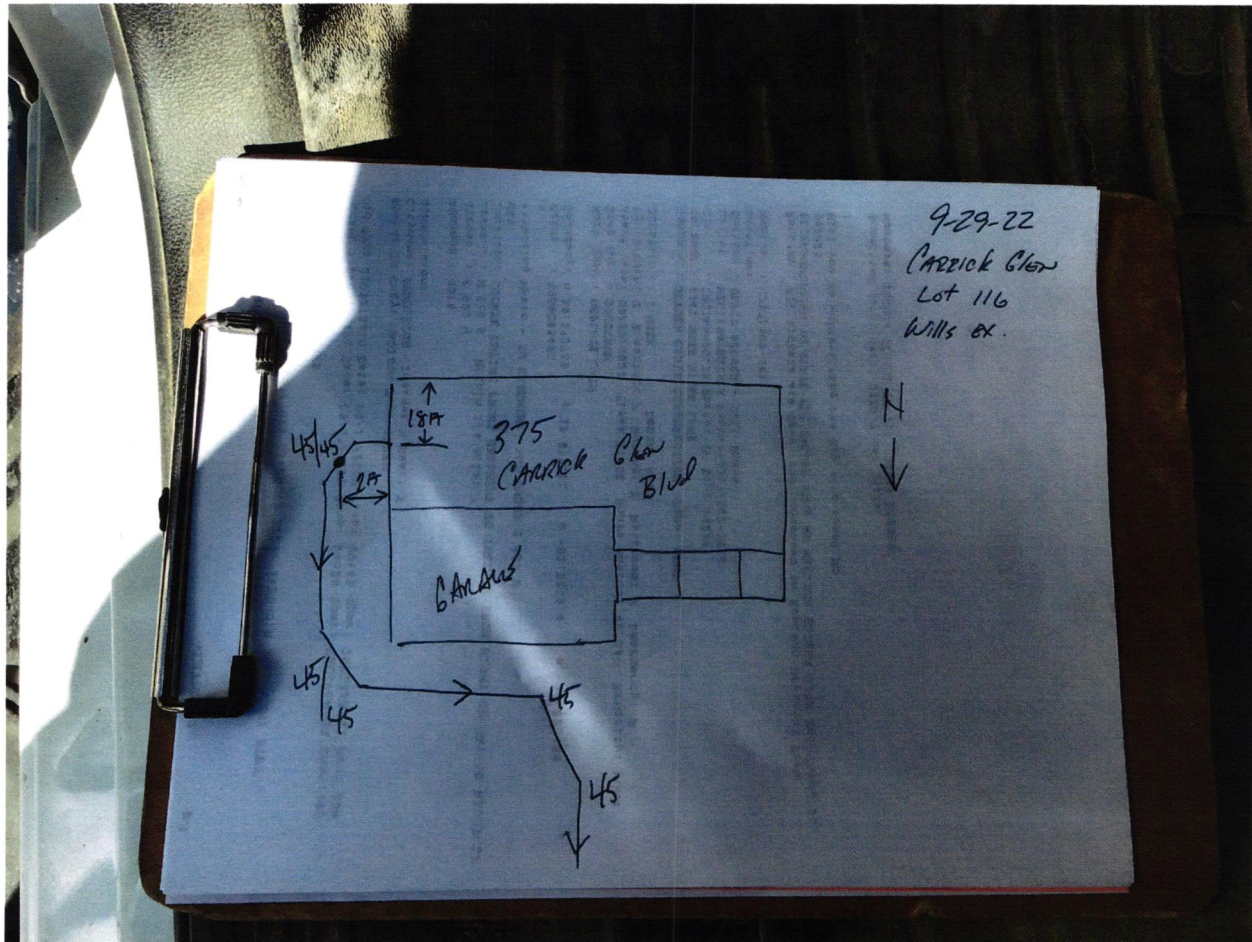 9-29-22
CARRICK GLEN
Lot 116
Wills ex.
N
18ft
45/45
2ft
375
CARRICK GLEN
Blvd
GARAGE
45/
45
45
45